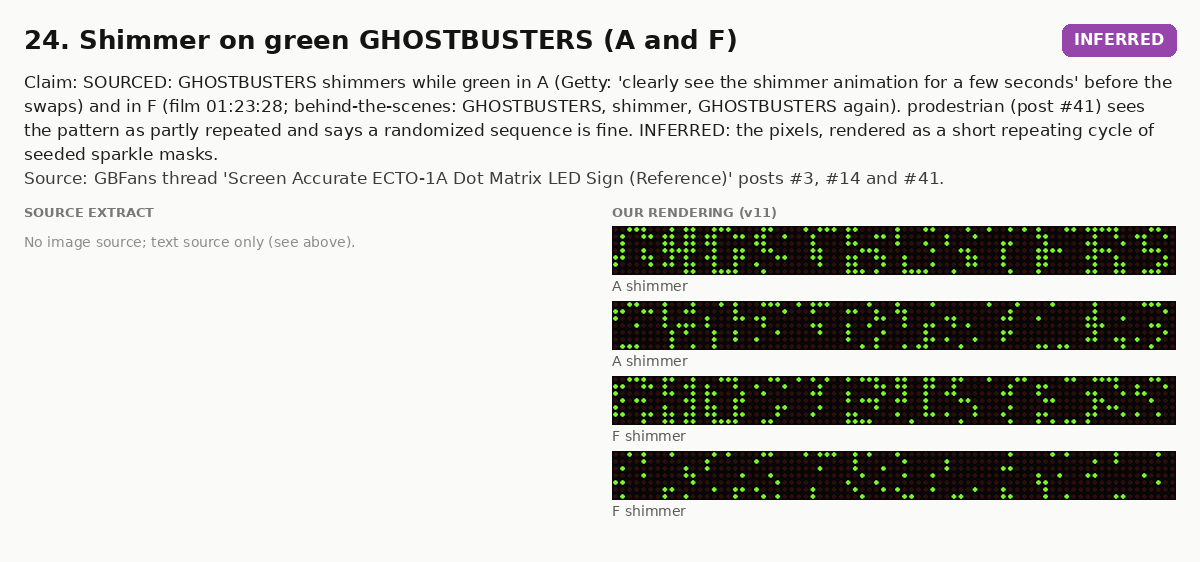 24. Shimmer on green GHOSTBUSTERS (A and F)
INFERRED
Claim: SOURCED: GHOSTBUSTERS shimmers while green in A (Getty: 'clearly see the shimmer animation for a few seconds' before the
swaps) and in F (film 01:23:28; behind-the-scenes: GHOSTBUSTERS, shimmer, GHOSTBUSTERS again). prodestrian (post #41) sees
the pattern as partly repeated and says a randomized sequence is fine. INFERRED: the pixels, rendered as a short repeating cycle of
seeded sparkle masks.
Source: GBFans thread 'Screen Accurate ECTO-1A Dot Matrix LED Sign (Reference)' posts #3, #14 and #41.
SOURCE EXTRACT
No image source; text source only (see above).
OUR RENDERING (v11)
A shimmer
A shimmer
F shimmer
F shimmer